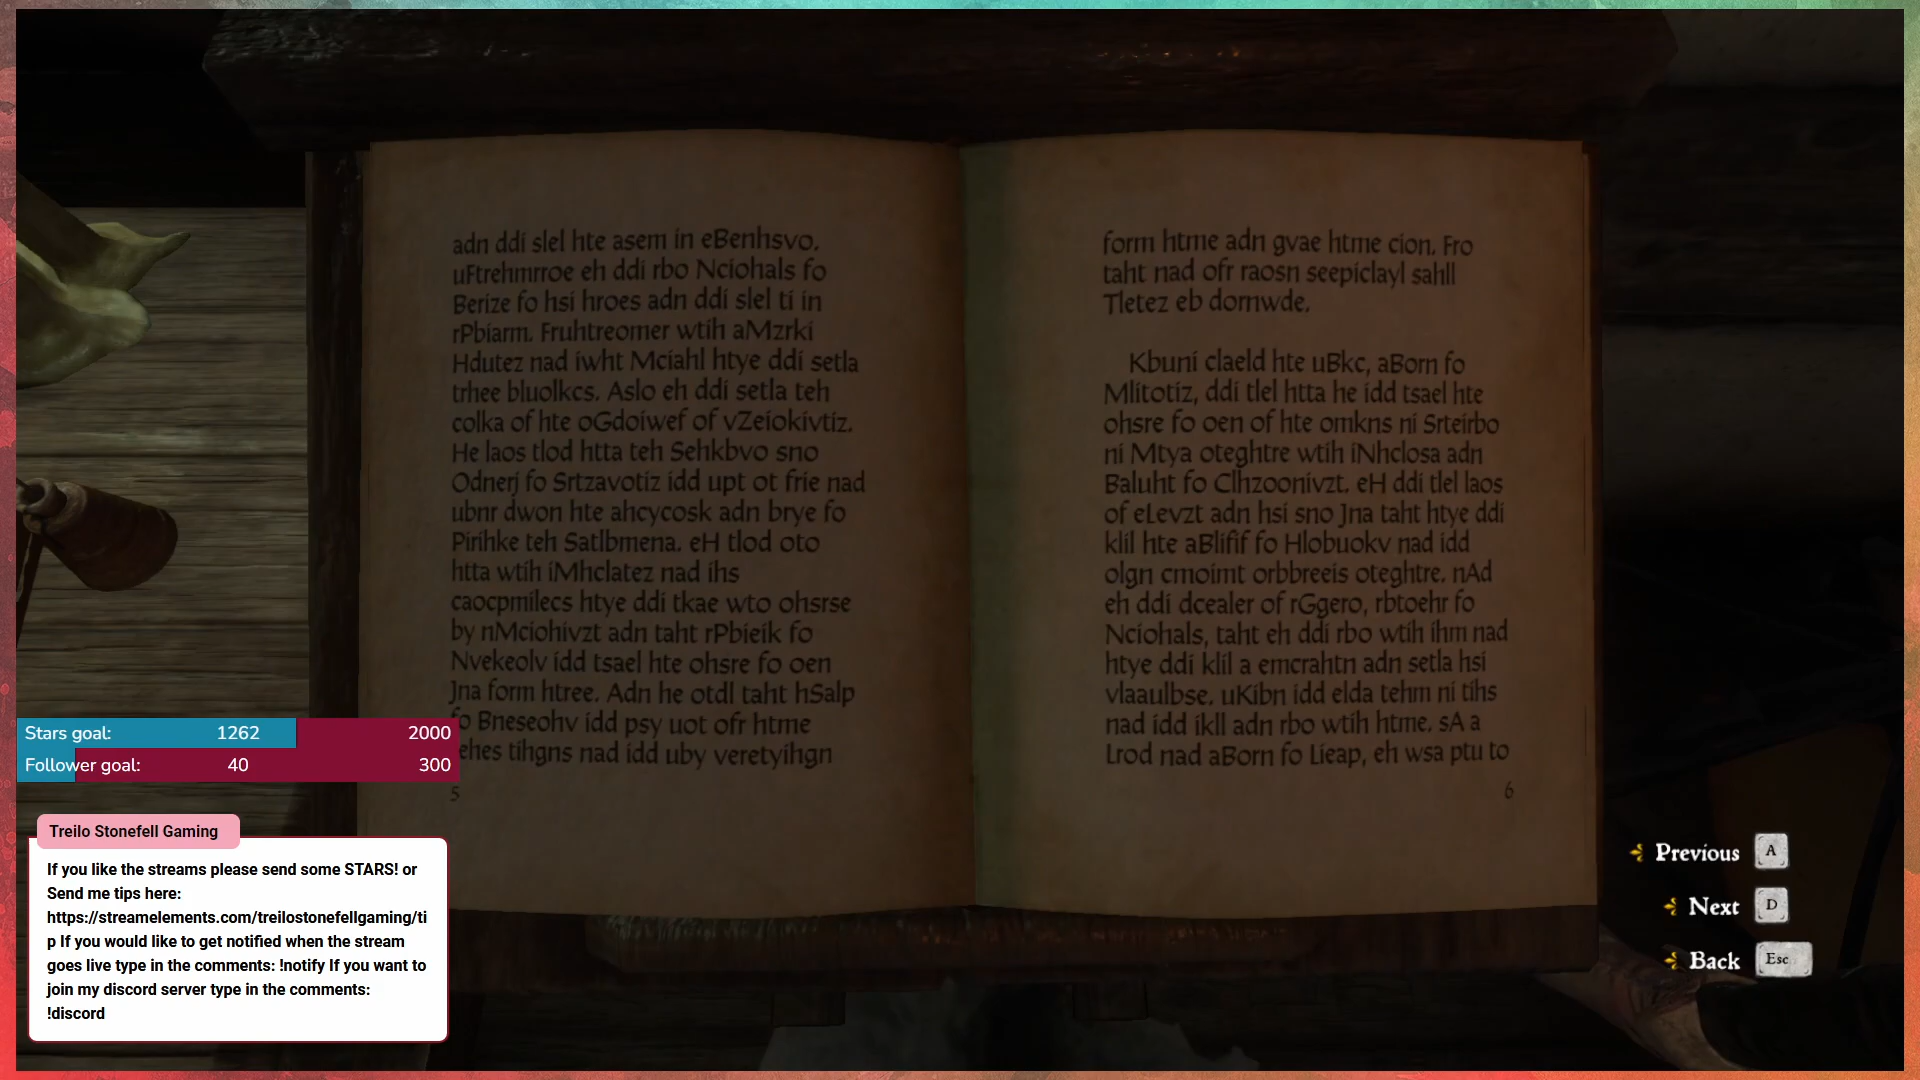 adn ddi slel hte asem in eBenhsvo.
uFtrehmrroe eh ddi rbo Nciohals fo
Berize fo hsi hroes adn ddi slel ti in
rPbiarm. Fruhtreomer wtih aMzrki
Hdutez nad iwht Mciahl htye ddi setla
trhee bluolkcs. Aslo eh ddi setla teh
colka of hte oGdoiwef of vZeiokivtiz.
He laos tlod htta teh Sehkbvo sno
Odnerj fo Srtzavotiz idd upt ot frie nad
ubnr dwon hte ahcycosk adn brye fo
Pirihke teh Satlbmena. eH tlod oto
htta wtih iMhclatez nad ihs
caocpmilecs htye ddi tkae wto ohsrse
by nMciohivzt adn taht rPbieik fo
Nvekeolv idd tsael hte ohsre fo oen
Jna form htree. Adn he otdl taht hSalp
fo Bneseohv idd psy uot ofr htme
ehes tihgns nad idd uby veretyihgn
5
form htme adn gvae htme cion. Fro
taht nad ofr raosn seepiclayl sahll
Tletez eb dornwde.
Kbuni claeld hte uBkc, aBorn fo
Mlitotiz, ddi tlel htta he idd tsael hte
ohsre fo oen of hte omkns ni Srteirbo
ni Mtya oteghtre wtih iNhclosa adn
Baluht fo Clhzoonivzt. eH ddi tlel laos
of eLevzt adn hsi sno Jna taht htye ddi
klil hte aBlifif fo Hlobuokv nad idd
olgn cmoimt orbbreeis oteghtre. nAd
eh ddi dcealer of rGgero, rbtoehr fo
Nciohals, taht eh ddi rbo wtih ihm nad
htye ddi klil a emcrahtn adn setla hsi
vlaaulbse. uKibn idd elda tehm ni tihs
nad idd ikll adn rbo wtih htme. sA a
Lrod nad aBorn fo Lieap, eh wsa ptu to
6
Stars goal: 1262 2000
Follower goal: 40 300
Treilo Stonefell Gaming
If you like the streams please send some STARS! or
Send me tips here:
https://streamelements.com/treilostonefellgaming/ti
p If you would like to get notified when the stream
goes live type in the comments: !notify If you want to
join my discord server type in the comments:
!discord
Previous A
Next D
Back Esc